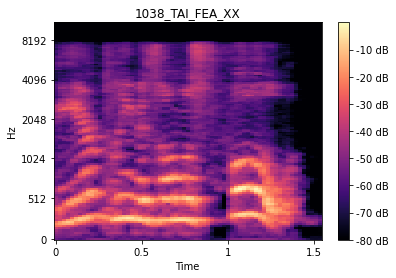 1038_TAI_FEA_XX
8192
4096
2048
1024
512
0
Hz
0
0.5
1
1.5
Time
-10 dB
-20 dB
-30 dB
-40 dB
-50 dB
-60 dB
-70 dB
-80 dB